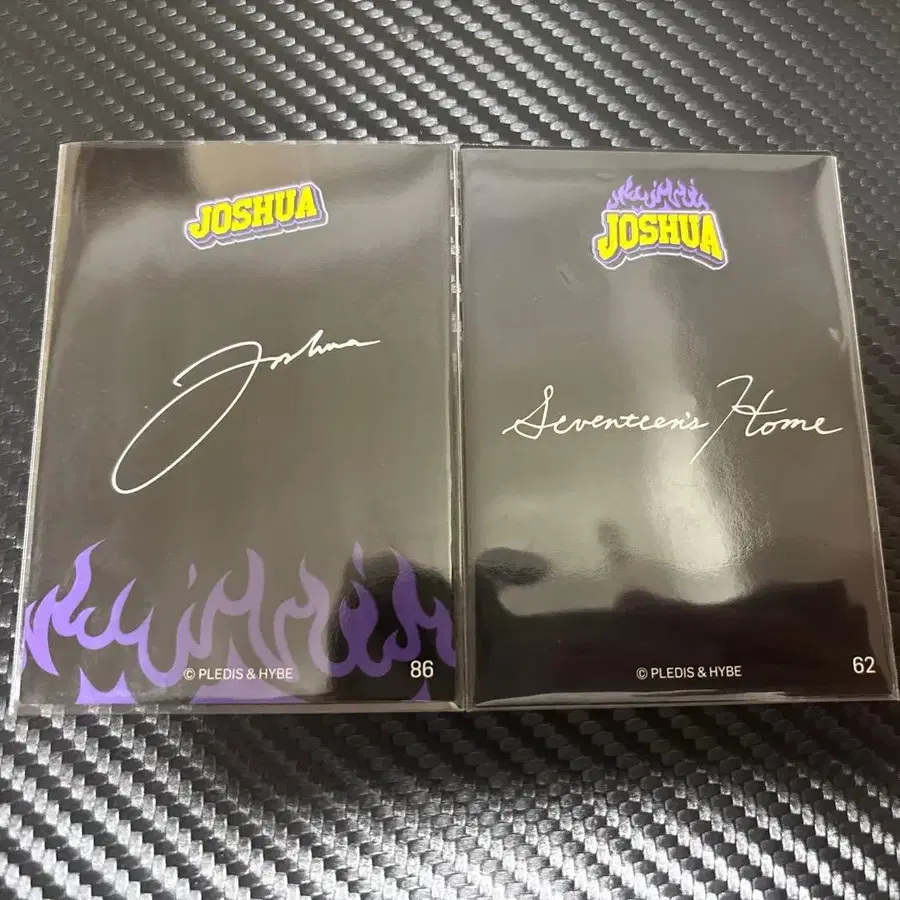 JOSHUA
Joshua
© PLEDIS & HYBE
86
JOSHUA
Seventeen's Home
© PLEDIS & HYBE
62